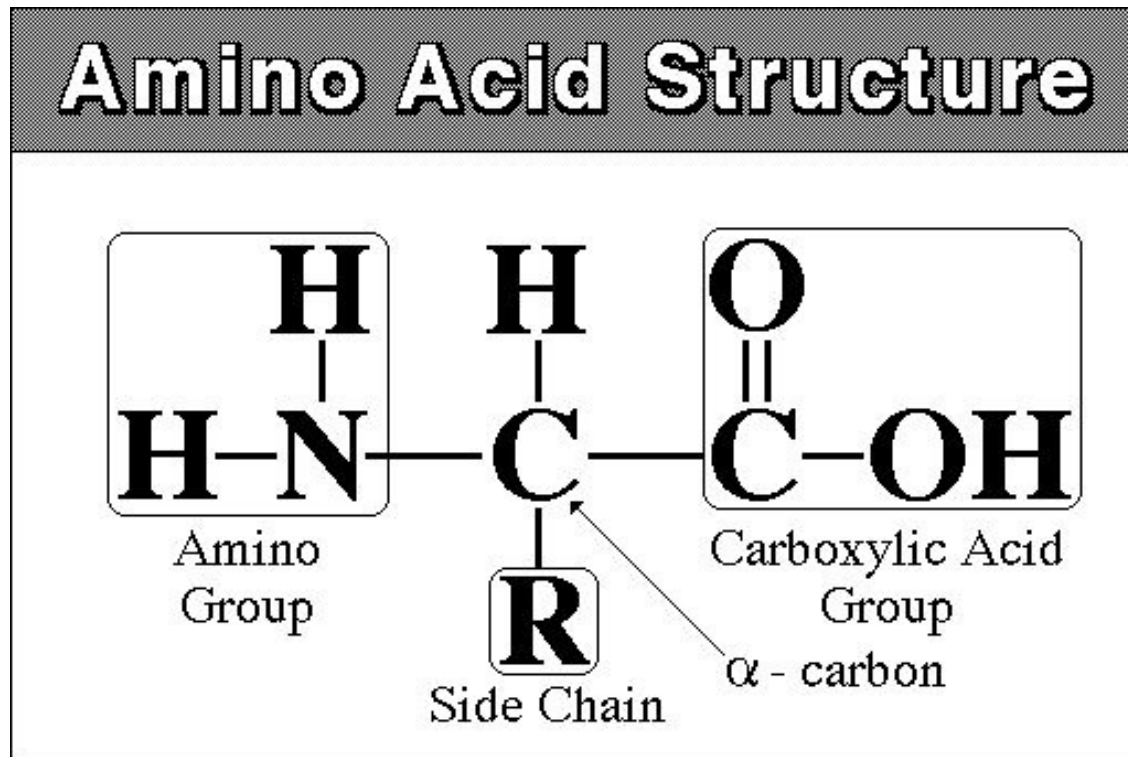 Amino Acid Structure
H H O
H N C C OH
Amino
Group
Carboxylic Acid
Group
R
α - carbon
Side Chain